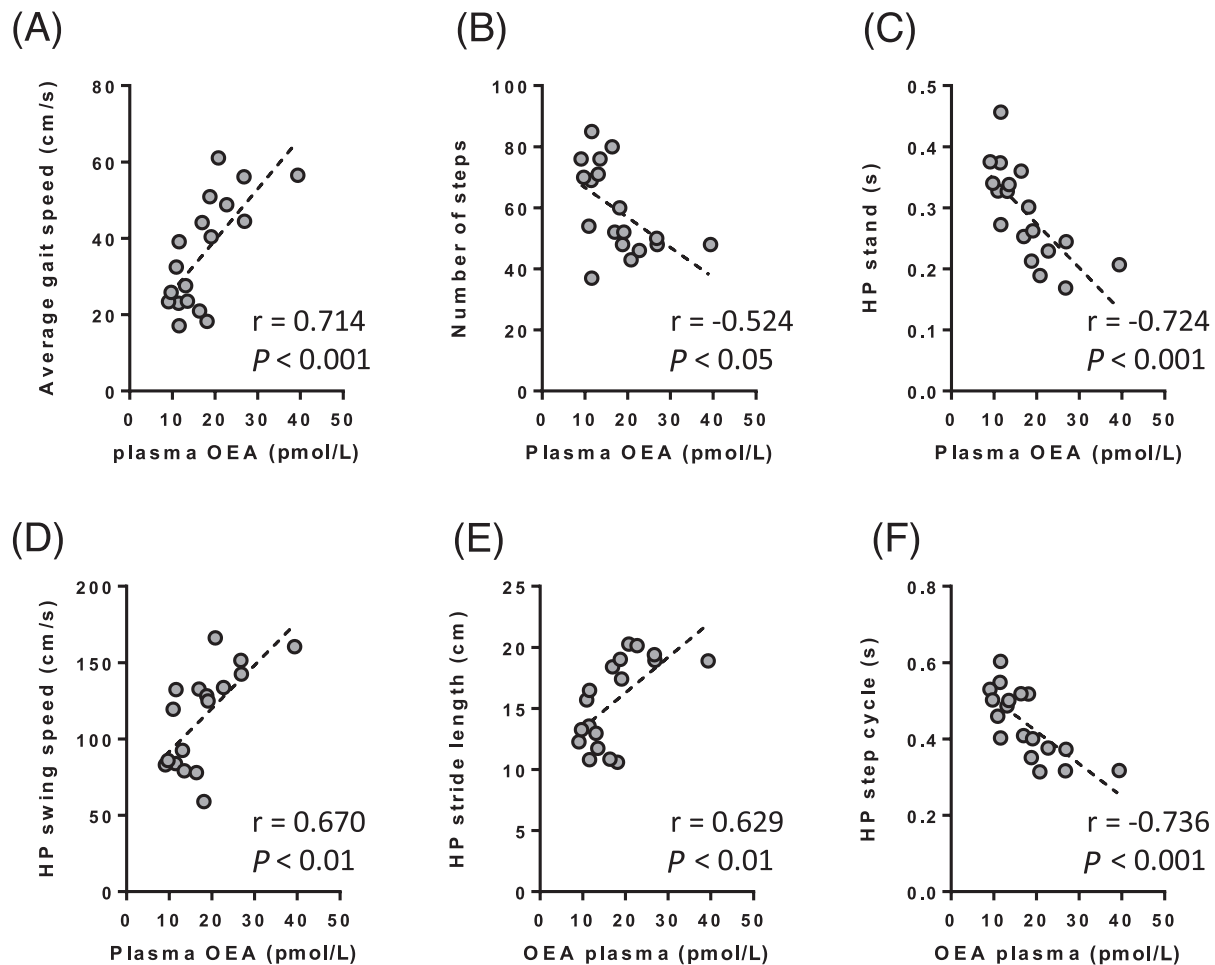 (A)
80
60
40
20
0
Average gait speed (cm/s)
0 10 20 30 40 50
plasma OEA (pmol/L)
r = 0.714
P < 0.001
(B)
100
80
60
40
20
0
Number of steps
0 10 20 30 40 50
Plasma OEA (pmol/L)
r = -0.524
P < 0.05
(C)
0.5
0.4
0.3
0.2
0.1
0.0
HP stand (s)
0 10 20 30 40 50
Plasma OEA (pmol/L)
r = -0.724
P < 0.001
(D)
200
150
100
50
0
HP swing speed (cm/s)
0 10 20 30 40 50
Plasma OEA (pmol/L)
r = 0.670
P < 0.01
(E)
25
20
15
10
5
0
HP stride length (cm)
0 10 20 30 40 50
OEA plasma (pmol/L)
r = 0.629
P < 0.01
(F)
0.8
0.6
0.4
0.2
0.0
HP step cycle (s)
0 10 20 30 40 50
OEA plasma (pmol/L)
r = -0.736
P < 0.001